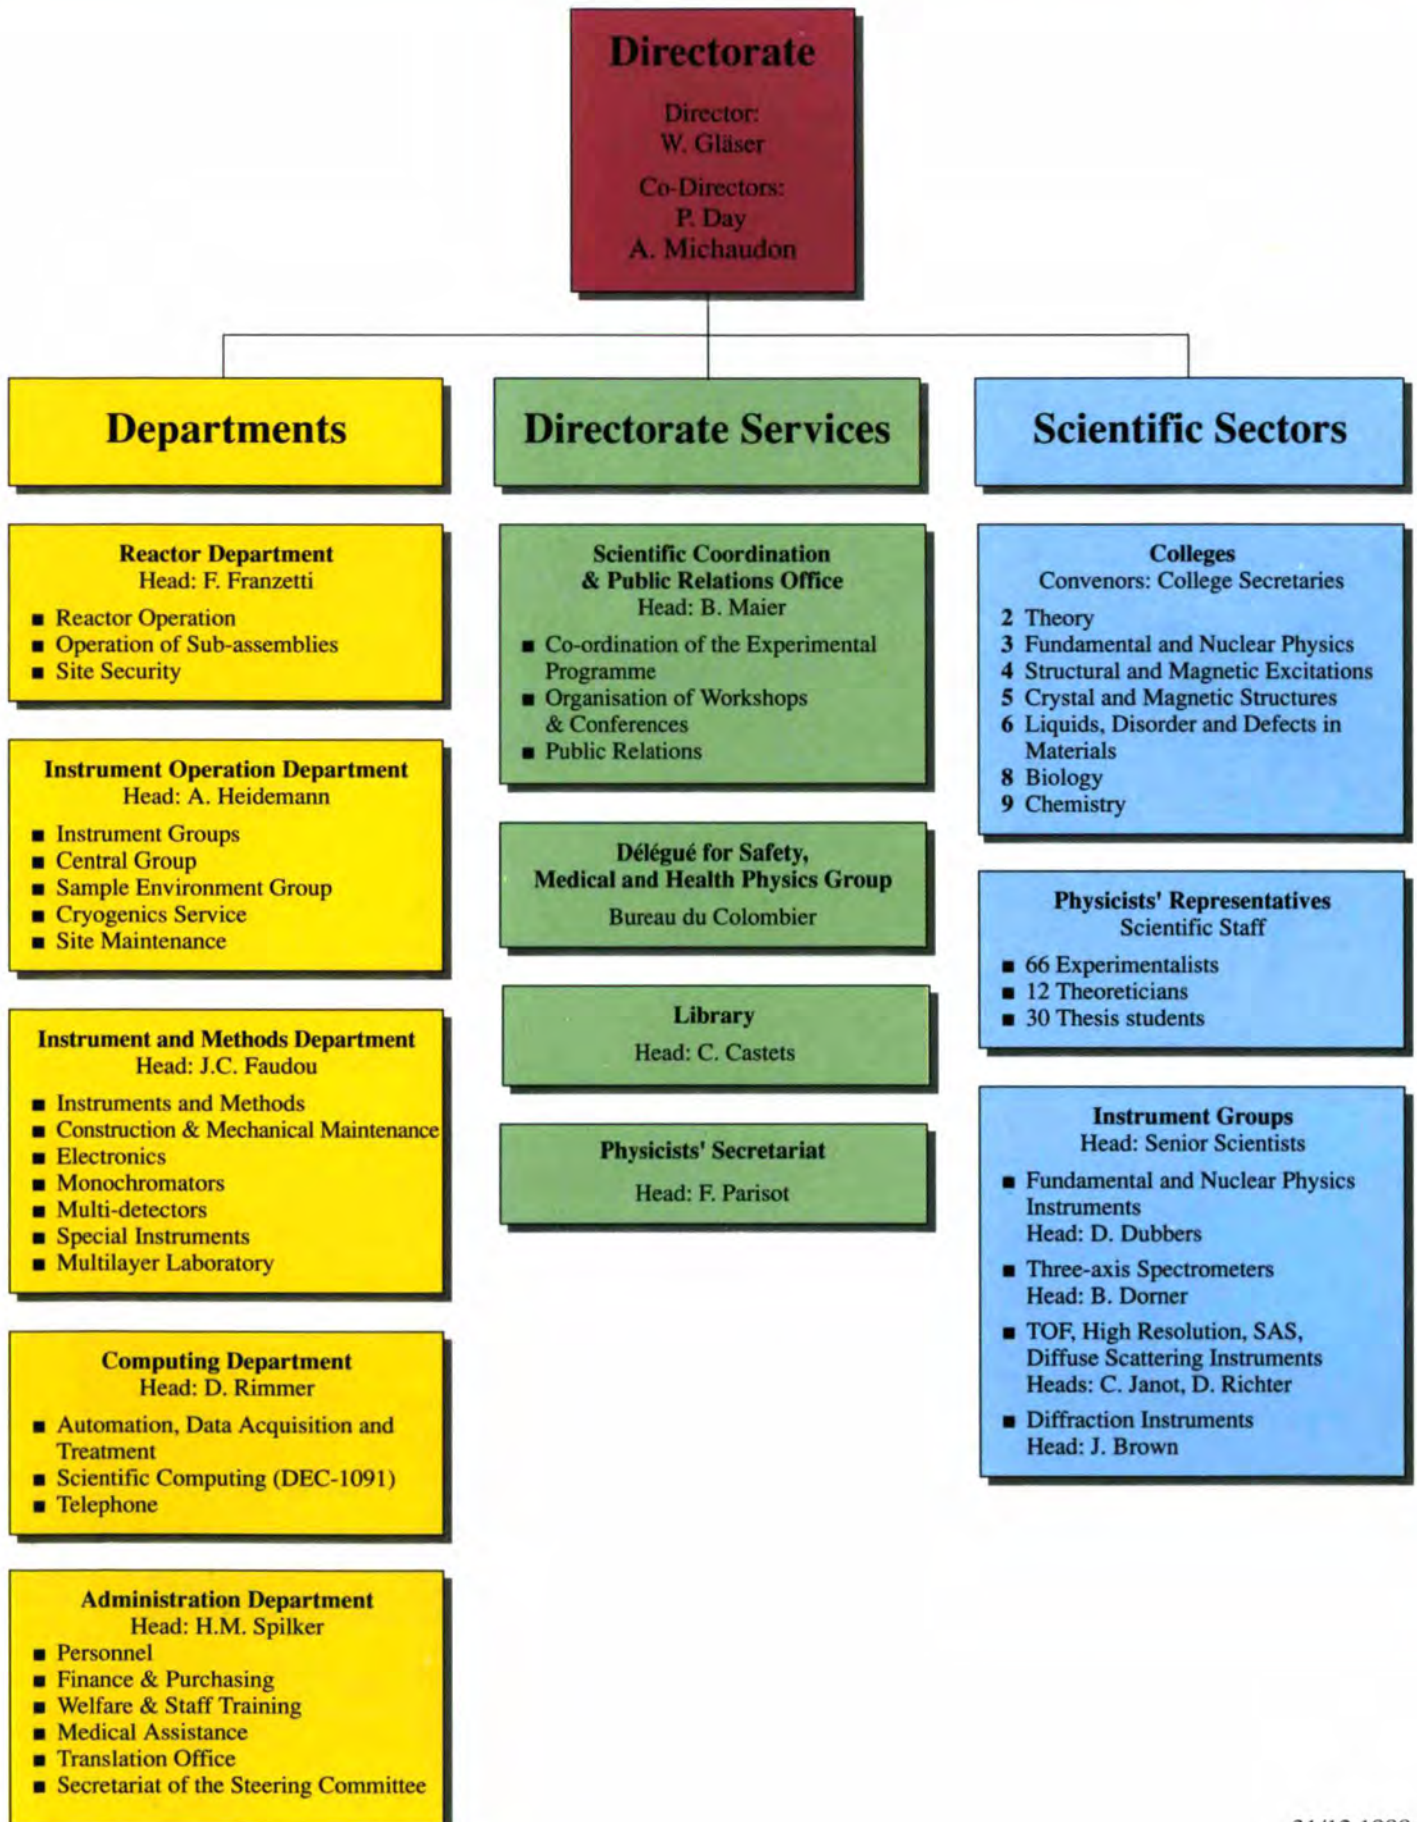 Directorate
Director:
W. Gläser
Co-Directors:
P. Day
A. Michaudon
Departments
Reactor Department
Head: F. Franzetti
■ Reactor Operation
■ Operation of Sub-assemblies
■ Site Security
Instrument Operation Department
Head: A. Heidemann
■ Instrument Groups
■ Central Group
■ Sample Environment Group
■ Cryogenics Service
■ Site Maintenance
Instrument and Methods Department
Head: J.C. Faudou
■ Instruments and Methods
■ Construction & Mechanical Maintenance
■ Electronics
■ Monochromators
■ Multi-detectors
■ Special Instruments
■ Multilayer Laboratory
Computing Department
Head: D. Rimmer
■ Automation, Data Acquisition and
Treatment
■ Scientific Computing (DEC-1091)
■ Telephone
Administration Department
Head: H.M. Spilker
■ Personnel
■ Finance & Purchasing
■ Welfare & Staff Training
■ Medical Assistance
■ Translation Office
■ Secretariat of the Steering Committee
Directorate Services
Scientific Coordination
& Public Relations Office
Head: B. Maier
■ Co-ordination of the Experimental
Programme
■ Organisation of Workshops
& Conferences
■ Public Relations
Délégué for Safety,
Medical and Health Physics Group
Bureau du Colombier
Library
Head: C. Castets
Physicists' Secretariat
Head: F. Parisot
Scientific Sectors
Colleges
Convenors: College Secretaries
2 Theory
3 Fundamental and Nuclear Physics
4 Structural and Magnetic Excitations
5 Crystal and Magnetic Structures
6 Liquids, Disorder and Defects in
Materials
8 Biology
9 Chemistry
Physicists' Representatives
Scientific Staff
■ 66 Experimentalists
■ 12 Theoreticians
■ 30 Thesis students
Instrument Groups
Head: Senior Scientists
■ Fundamental and Nuclear Physics
Instruments
Head: D. Dubbers
■ Three-axis Spectrometers
Head: B. Dorner
■ TOF, High Resolution, SAS,
Diffuse Scattering Instruments
Heads: C. Janot, D. Richter
■ Diffraction Instruments
Head: J. Brown